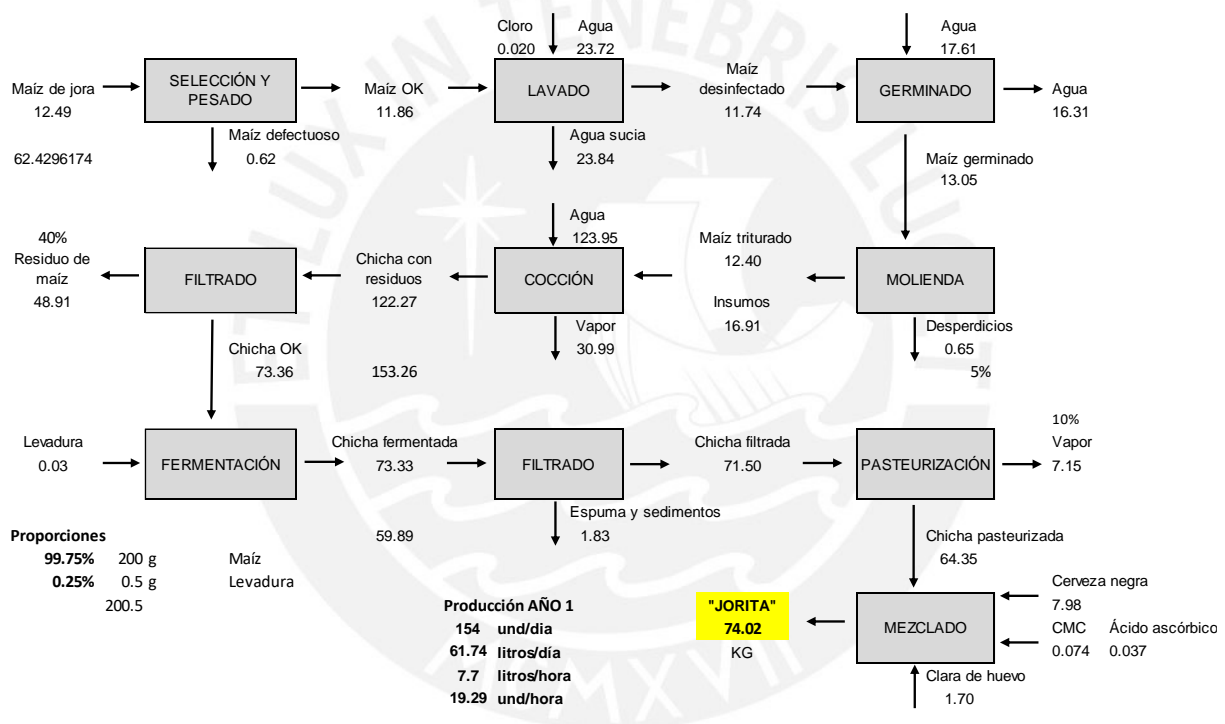 Cloro
0.020
Agua
23.72
Agua
17.61
Maíz de jora
12.49
SELECCIÓN Y
PESADO
Maíz OK
11.86
LAVADO
Maíz
desinfectado
11.74
GERMINADO
Agua
16.31
Maíz defectuoso
0.62
62.4296174
Agua sucia
23.84
Maíz germinado
13.05
40%
Residuo de
maíz
48.91
FILTRADO
Chicha con
residuos
122.27
Agua
123.95
COCCIÓN
Maíz triturado
12.40
Insumos
16.91
MOLIENDA
Chicha OK
73.36
153.26
Vapor
30.99
Desperdicios
0.65
5%
Levadura
0.03
FERMENTACIÓN
Chicha fermentada
73.33
FILTRADO
Chicha filtrada
71.50
PASTEURIZACIÓN
10%
Vapor
7.15
59.89
Espuma y sedimentos
1.83
Chicha pasteurizada
64.35
Proporciones
99.75% 200 g Maíz
0.25% 0.5 g Levadura
200.5
Producción AÑO 1
154 und/dia
61.74 litros/día
7.7 litros/hora
19.29 und/hora
"JORITA"
74.02
KG
MEZCLADO
Cerveza negra
7.98
CMC Ácido ascórbico
0.074 0.037
Clara de huevo
1.70
ET LUX IN TENEBRIS LUCET
MCMXVII